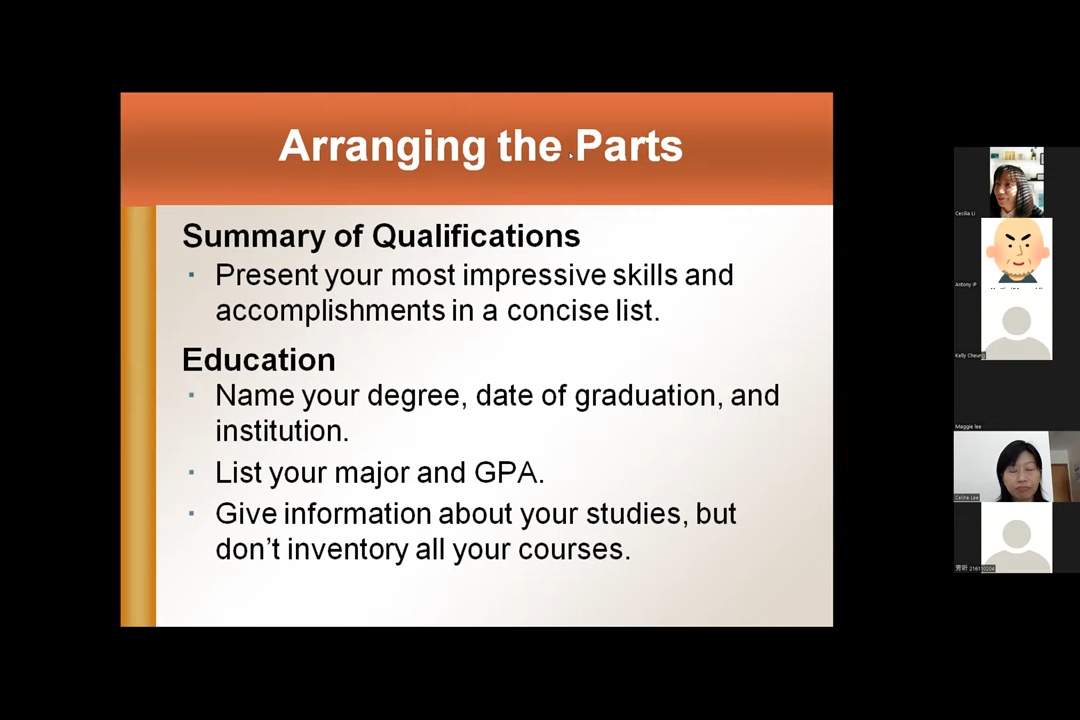 Arranging the Parts
Summary of Qualifications
· Present your most impressive skills and
accomplishments in a concise list.
Education
· Name your degree, date of graduation, and
institution.
· List your major and GPA.
· Give information about your studies, but
don't inventory all your courses.
Cecilia Li
Antony IP
Kelly Cheung
Maggie lee
Celine Lee